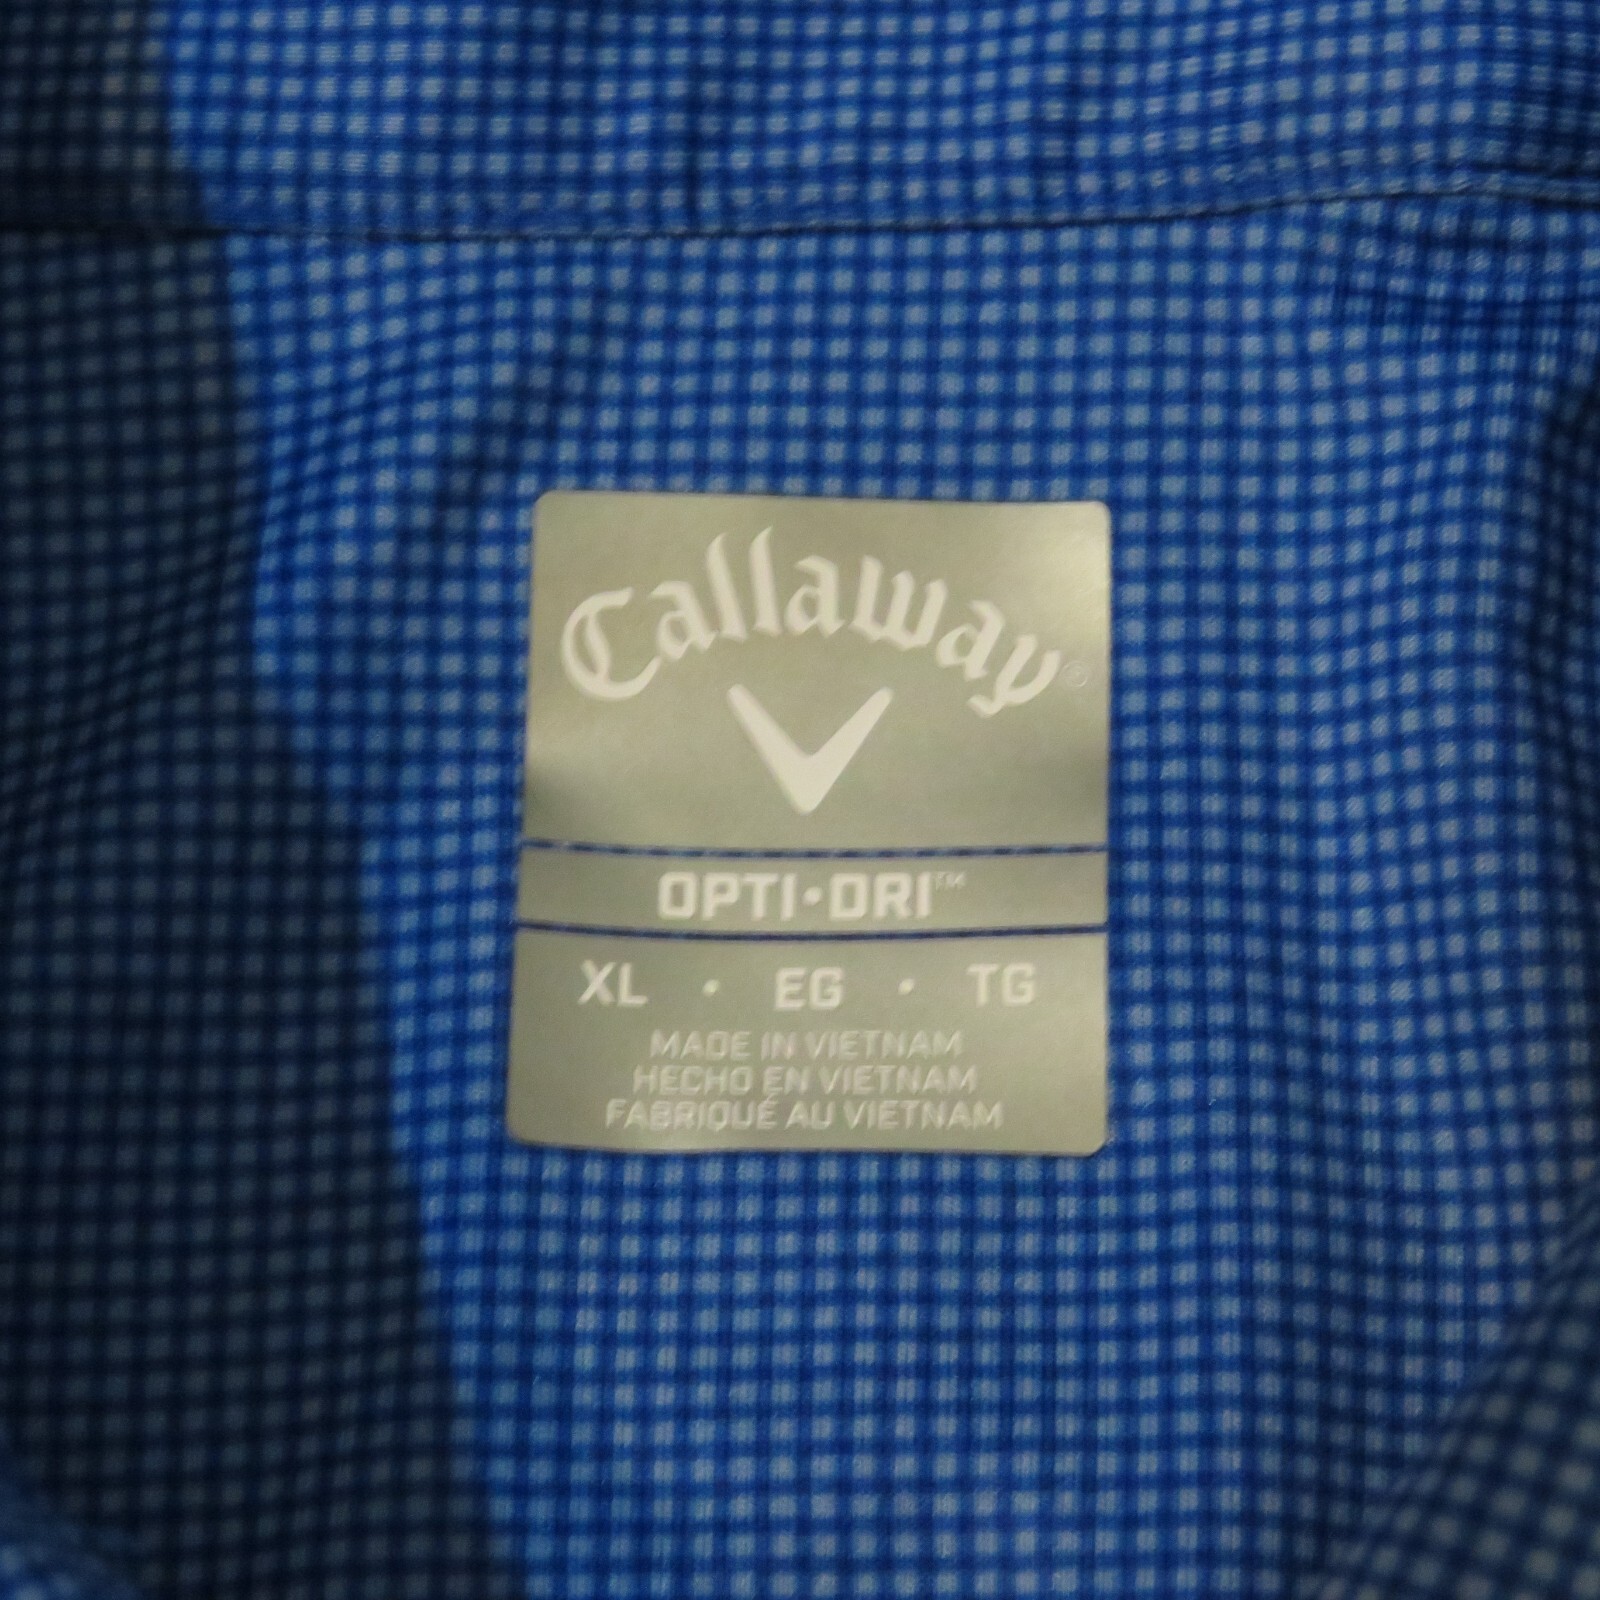 Callaway®
OPTI•DRI™
XL • EG • TG
MADE IN VIETNAM
HECHO EN VIETNAM
FABRIQUÉ AU VIETNAM